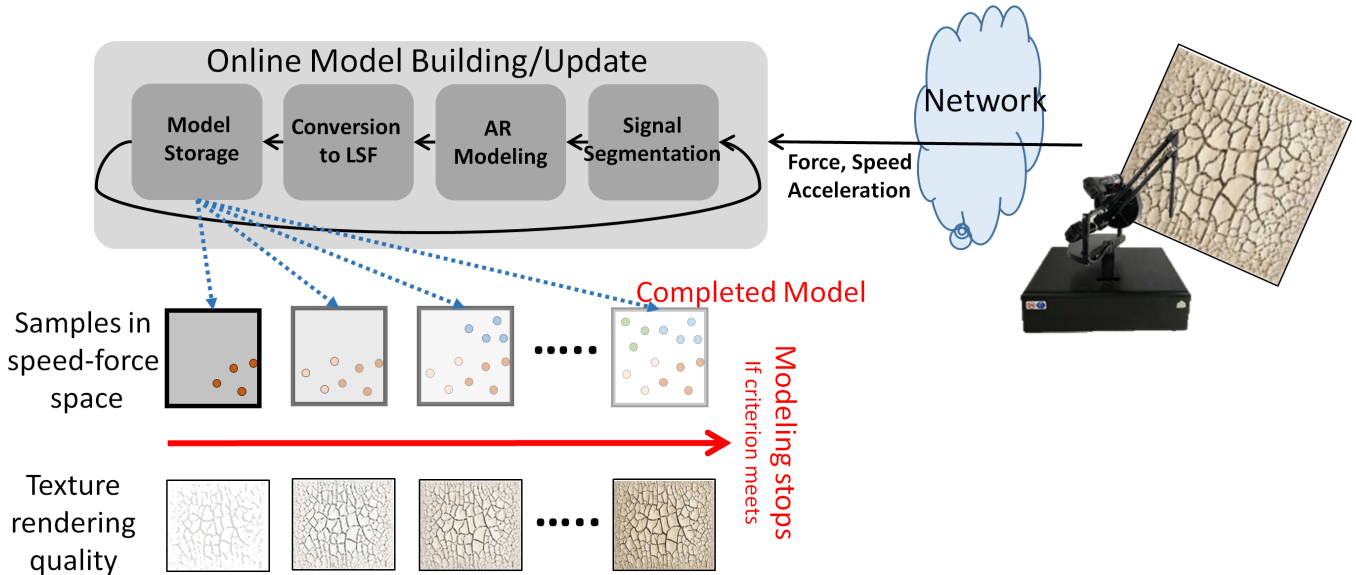 Online Model Building/Update
Model
Storage
Conversion
to LSF
AR
Modeling
Signal
Segmentation
Network
Force, Speed
Acceleration
Completed Model
Samples in
speed-force
space
Modeling stops
If criterion meets
Texture
rendering
quality